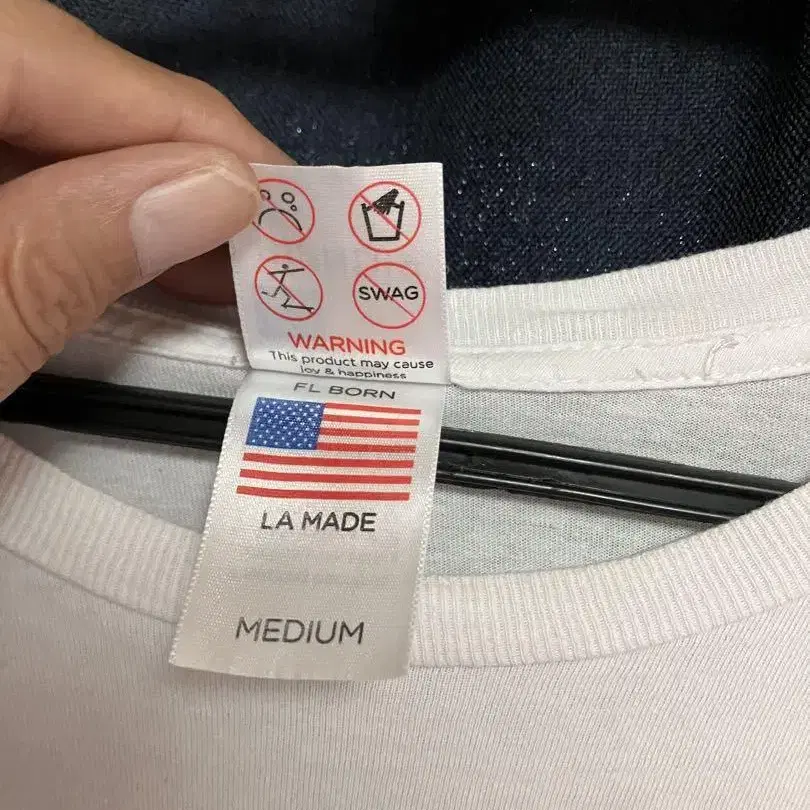 SWAG
WARNING
This product may cause
joy & happiness
FL BORN
LA MADE
MEDIUM